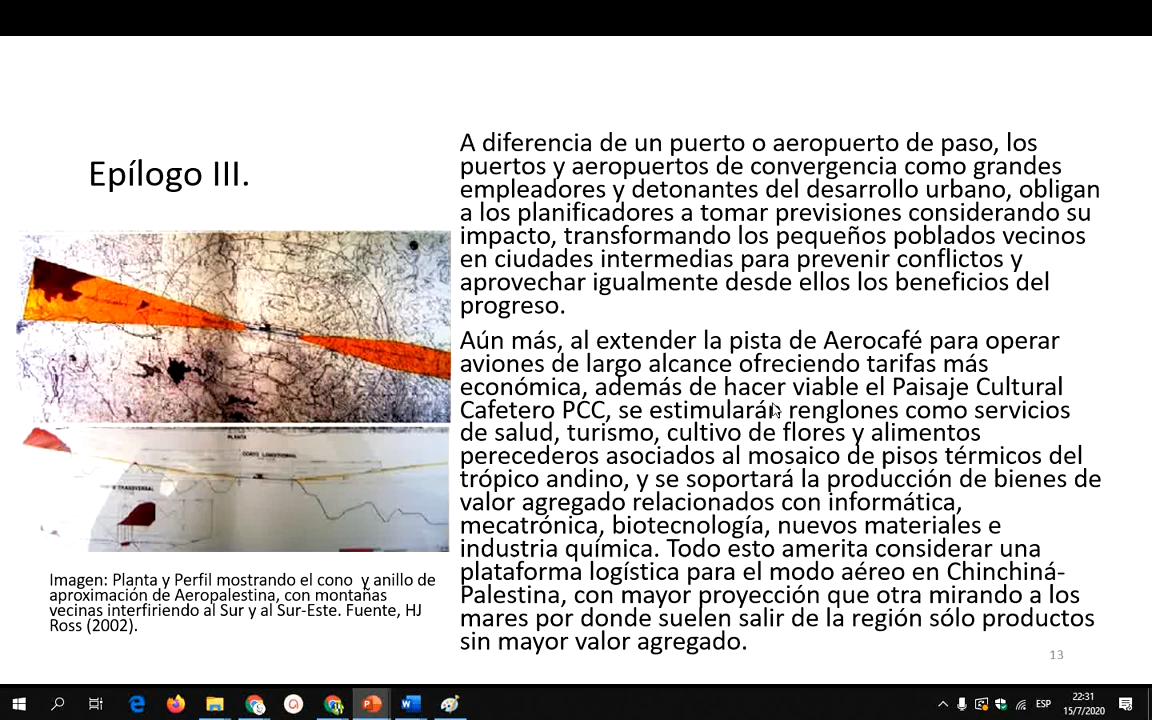 Epílogo III.
A diferencia de un puerto o aeropuerto de paso, los
puertos y aeropuertos de convergencia como grandes
empleadores y detonantes del desarrollo urbano, obligan
a los planificadores a tomar previsiones considerando su
impacto, transformando los pequeños poblados vecinos
en ciudades intermedias para prevenir conflictos y
aprovechar igualmente desde ellos los beneficios del
progreso.
Aún más, al extender la pista de Aerocafé para operar
aviones de largo alcance ofreciendo tarifas más
económica, además de hacer viable el Paisaje Cultural
Cafetero PCC, se estimularán renglones como servicios
de salud, turismo, cultivo de flores y alimentos
perecederos asociados al mosaico de pisos térmicos del
trópico andino, y se soportará la producción de bienes de
valor agregado relacionados con informática,
mecatrónica, biotecnología, nuevos materiales e
industria química. Todo esto amerita considerar una
plataforma logística para el modo aéreo en Chinchiná-
Palestina, con mayor proyección que otra mirando a los
mares por donde suelen salir de la región sólo productos
sin mayor valor agregado.
PLANTA
CORTE LONGITUDINAL
TRANSVERSAL
Imagen: Planta y Perfil mostrando el cono y anillo de
aproximación de Aeropalestina, con montañas
vecinas interfiriendo al Sur y al Sur-Este. Fuente, HJ
Ross (2002).
13
ESP
22:31
15/7/2020